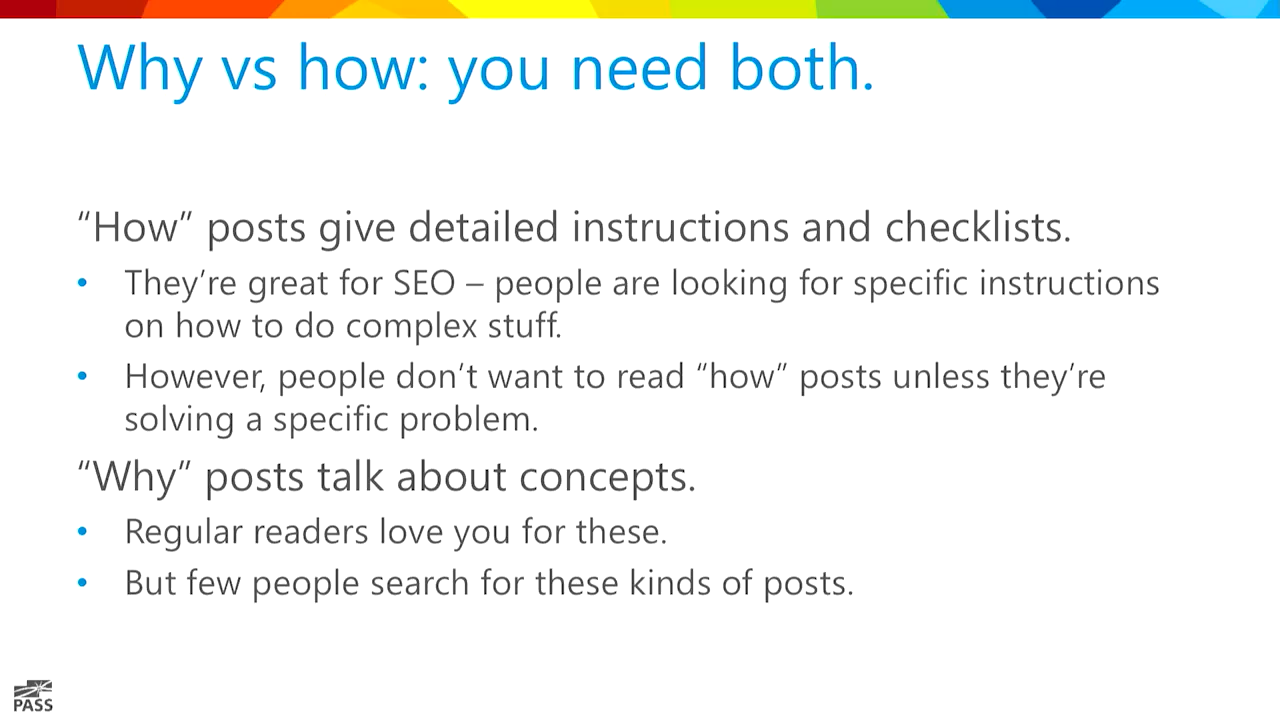 Why vs how: you need both.
“How” posts give detailed instructions and checklists.
• They’re great for SEO – people are looking for specific instructions
on how to do complex stuff.
• However, people don’t want to read “how” posts unless they’re
solving a specific problem.
“Why” posts talk about concepts.
• Regular readers love you for these.
• But few people search for these kinds of posts.
PASS